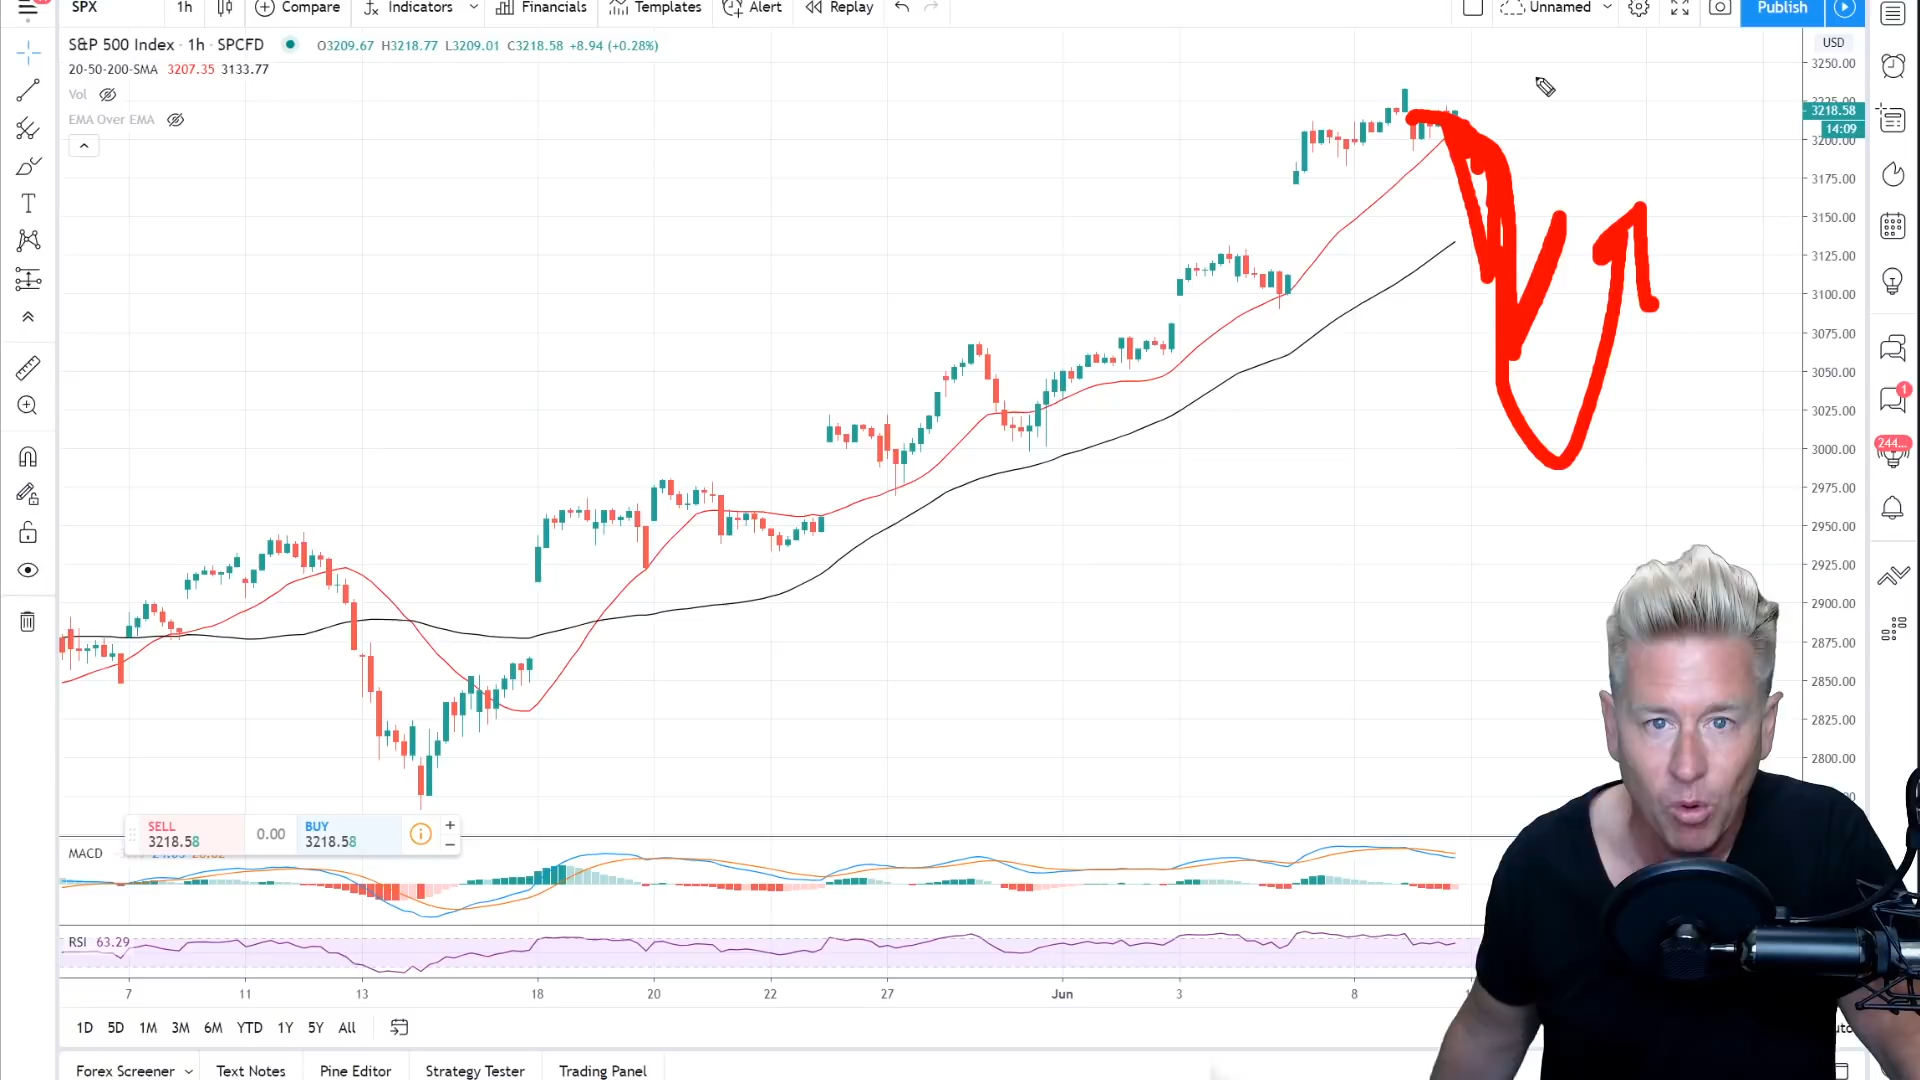 SPX 1h Compare Indicators Financials Templates Alert Replay Unnamed Publish
S&P 500 Index · 1h · SPCFD O3209.67 H3218.77 L3209.01 C3218.58 +8.94 (+0.28%)
USD
20-50-200-SMA 3207.35 3133.77
Vol
EMA Over EMA
3250.00
3225.00
3218.58
14:09
3200.00
3175.00
3150.00
3125.00
3100.00
3075.00
3050.00
3025.00
3000.00
2975.00
2950.00
2925.00
2900.00
2875.00
2850.00
2825.00
2800.00
1
244...
SELL
3218.58
0.00
BUY
3218.58
MACD
RSI 63.29
7 11 13 18 20 22 27 Jun 3 8
1D 5D 1M 3M 6M YTD 1Y 5Y All
Forex Screener Text Notes Pine Editor Strategy Tester Trading Panel